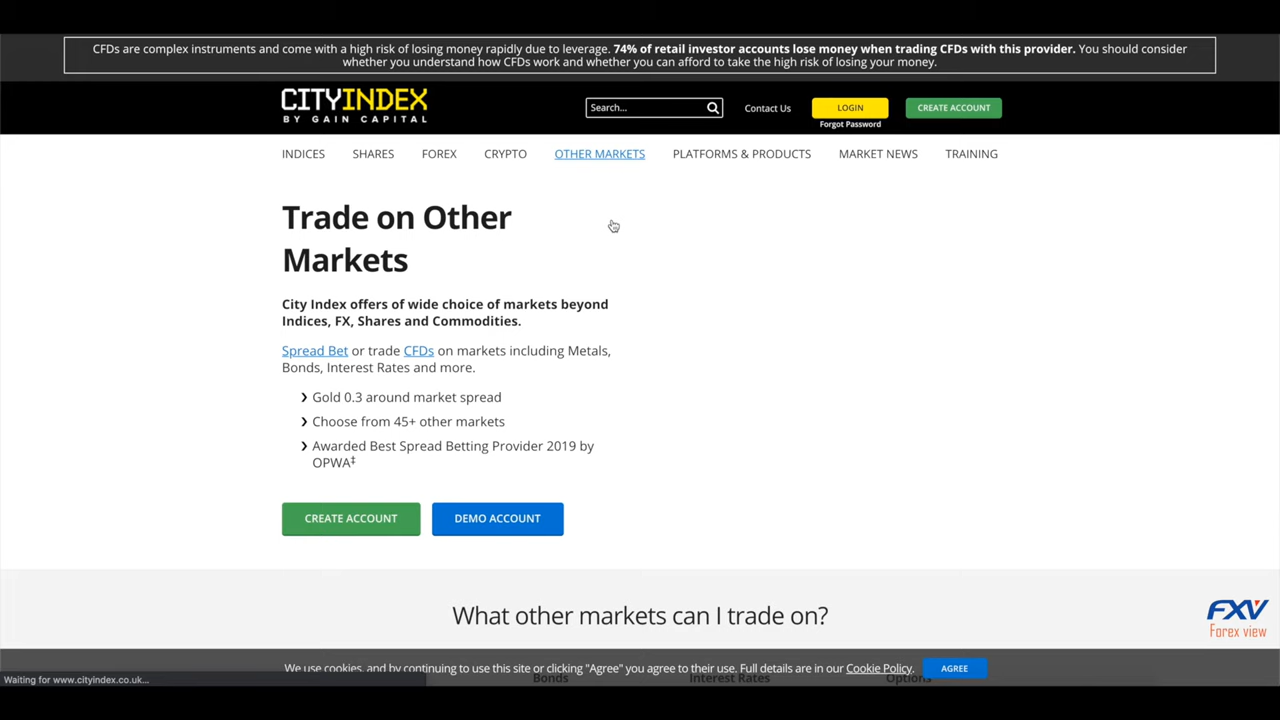 CFDs are complex instruments and come with a high risk of losing money rapidly due to leverage. 74% of retail investor accounts lose money when trading CFDs with this provider. You should consider
whether you understand how CFDs work and whether you can afford to take the high risk of losing your money.
CITYINDEX
BY GAIN CAPITAL
Search...
Contact Us
LOGIN
CREATE ACCOUNT
Forgot Password
INDICES SHARES FOREX CRYPTO OTHER MARKETS PLATFORMS & PRODUCTS MARKET NEWS TRAINING
Trade on Other
Markets
City Index offers of wide choice of markets beyond
Indices, FX, Shares and Commodities.
Spread Bet or trade CFDs on markets including Metals,
Bonds, Interest Rates and more.
Gold 0.3 around market spread
Choose from 45+ other markets
Awarded Best Spread Betting Provider 2019 by
OPWA‡
CREATE ACCOUNT
DEMO ACCOUNT
What other markets can I trade on?
FXV
Forex view
We use cookies, and by continuing to use this site or clicking "Agree" you agree to their use. Full details are in our Cookie Policy.
AGREE
Waiting for www.cityindex.co.uk...
Bonds Interest Rates Options